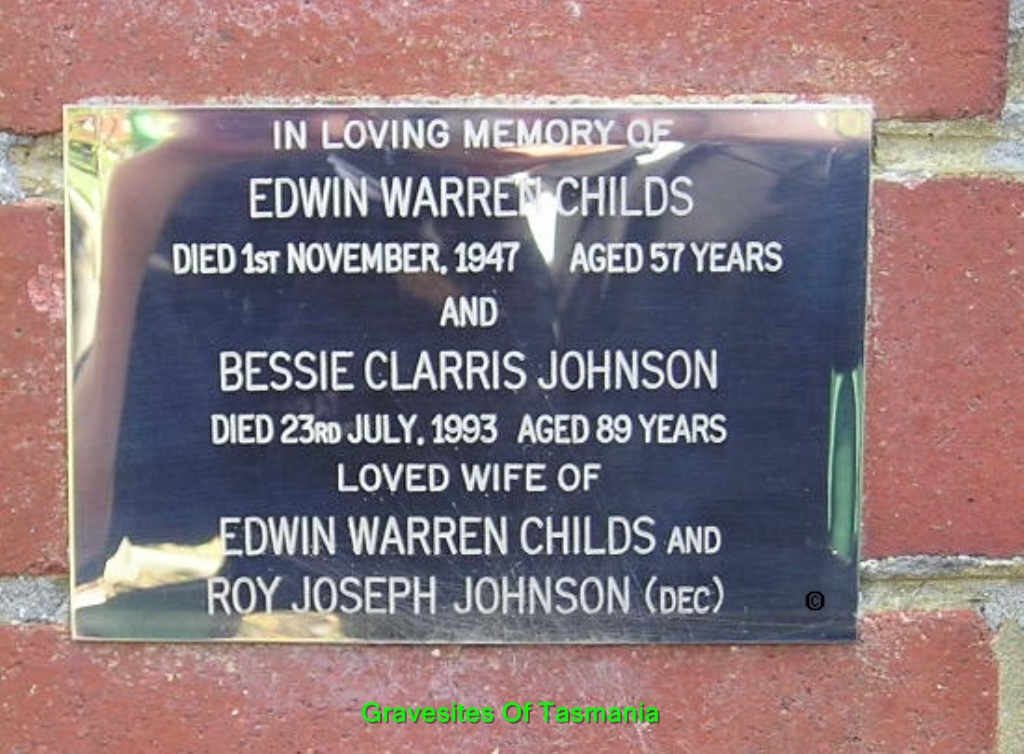 IN LOVING MEMORY OF
EDWIN WARREN CHILDS
DIED 1ST NOVEMBER, 1947 AGED 57 YEARS
AND
BESSIE CLARRIS JOHNSON
DIED 23RD JULY, 1993 AGED 89 YEARS
LOVED WIFE OF
EDWIN WARREN CHILDS AND
ROY JOSEPH JOHNSON (DEC)
©
Gravesites Of Tasmania